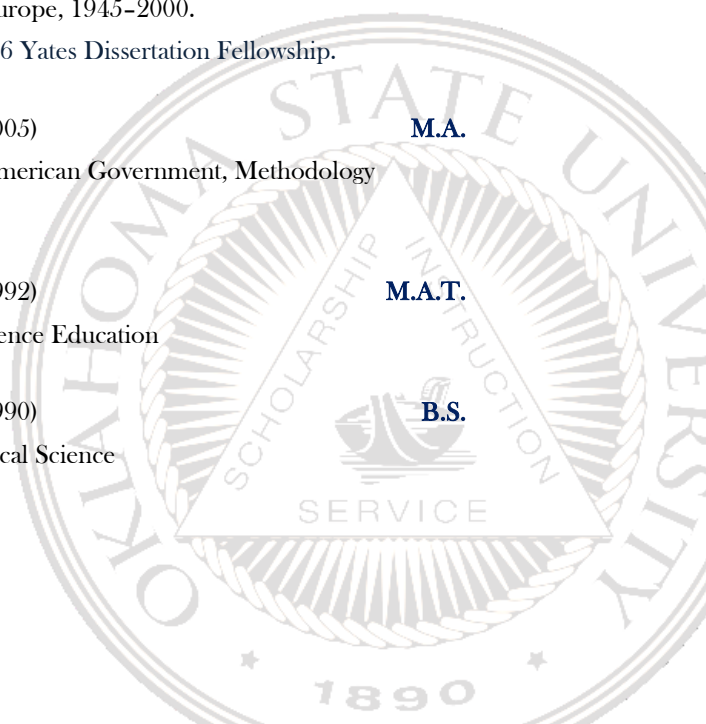 urope, 1945–2000.
6 Yates Dissertation Fellowship.
005) M.A.
merican Government, Methodology
992) M.A.T.
ence Education
990) B.S.
cal Science
OKLAHOMA STATE UNIVERSITY
SCHOLARSHIP INSTRUCTION
SERVICE
1890